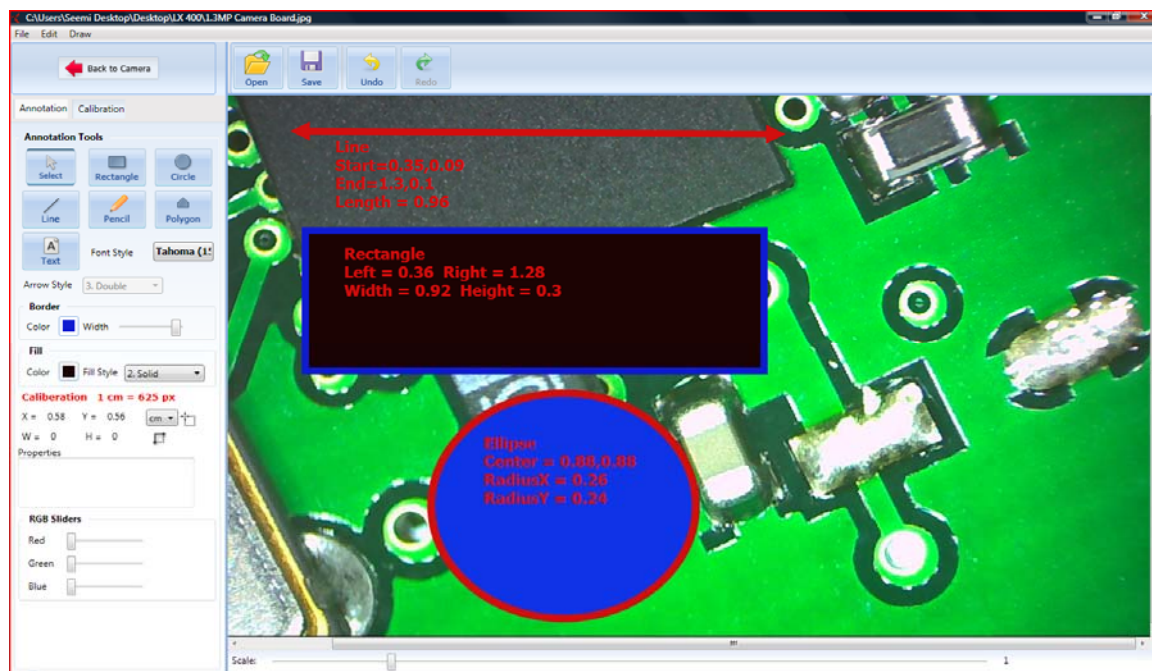 C:\Users\Seemi Desktop\Desktop\LX 400\1.3MP Camera Board.jpg
File Edit Draw
Back to Camera
Open Save Undo Redo
Annotation Calibration
Annotation Tools
Select Rectangle Circle
Line Pencil Polygon
Text Font Style Tahoma (1
Arrow Style 3. Double
Border
Color Width
Fill
Color Fill Style 2. Solid
Caliberation 1 cm = 625 px
X = 0.58 Y = 0.56 cm
W = 0 H = 0
Properties
RGB Sliders
Red
Green
Blue
Line
Start=0.35,0.09
End=1.3,0.1
Length = 0.96
Rectangle
Left = 0.36 Right = 1.28
Width = 0.92 Height = 0.3
Ellipse
Center = 0.88,0.88
RadiusX = 0.26
RadiusY = 0.24
Scale: 1